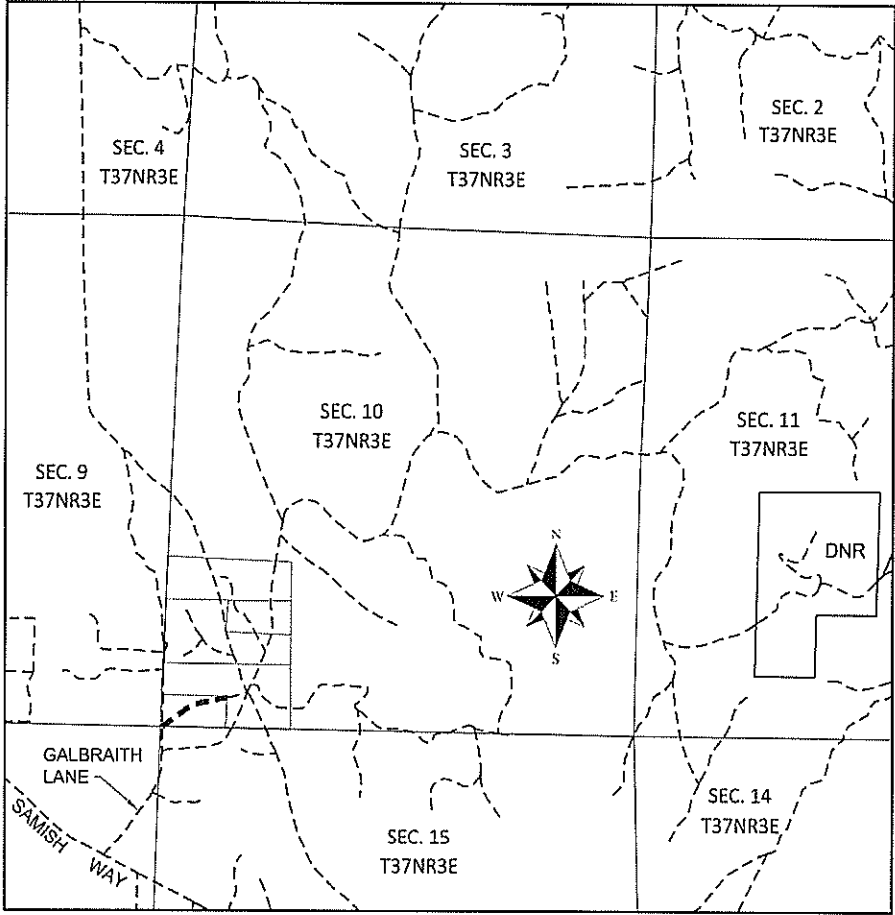 SEC. 4
T37NR3E
SEC. 3
T37NR3E
SEC. 2
T37NR3E
SEC. 9
T37NR3E
SEC. 10
T37NR3E
SEC. 11
T37NR3E
DNR
N
W
E
S
GALBRAITH
LANE
SAMISH WAY
SEC. 15
T37NR3E
SEC. 14
T37NR3E